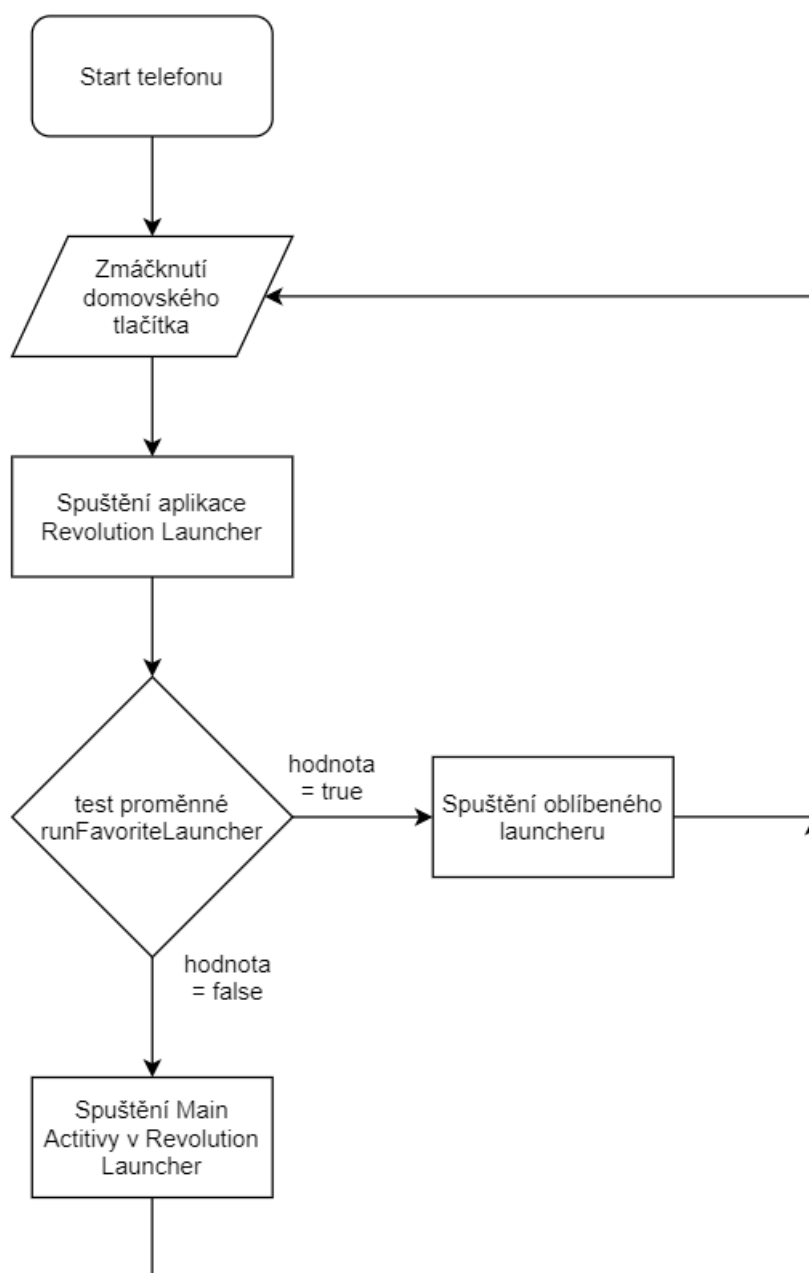 Start telefonu
Zmáčknutí
domovského
tlačítka
Spuštění aplikace
Revolution Launcher
test proměnné
runFavoriteLauncher
hodnota
= true
Spuštění oblíbeného
launcheru
hodnota
= false
Spuštění Main
Actitivy v Revolution
Launcher